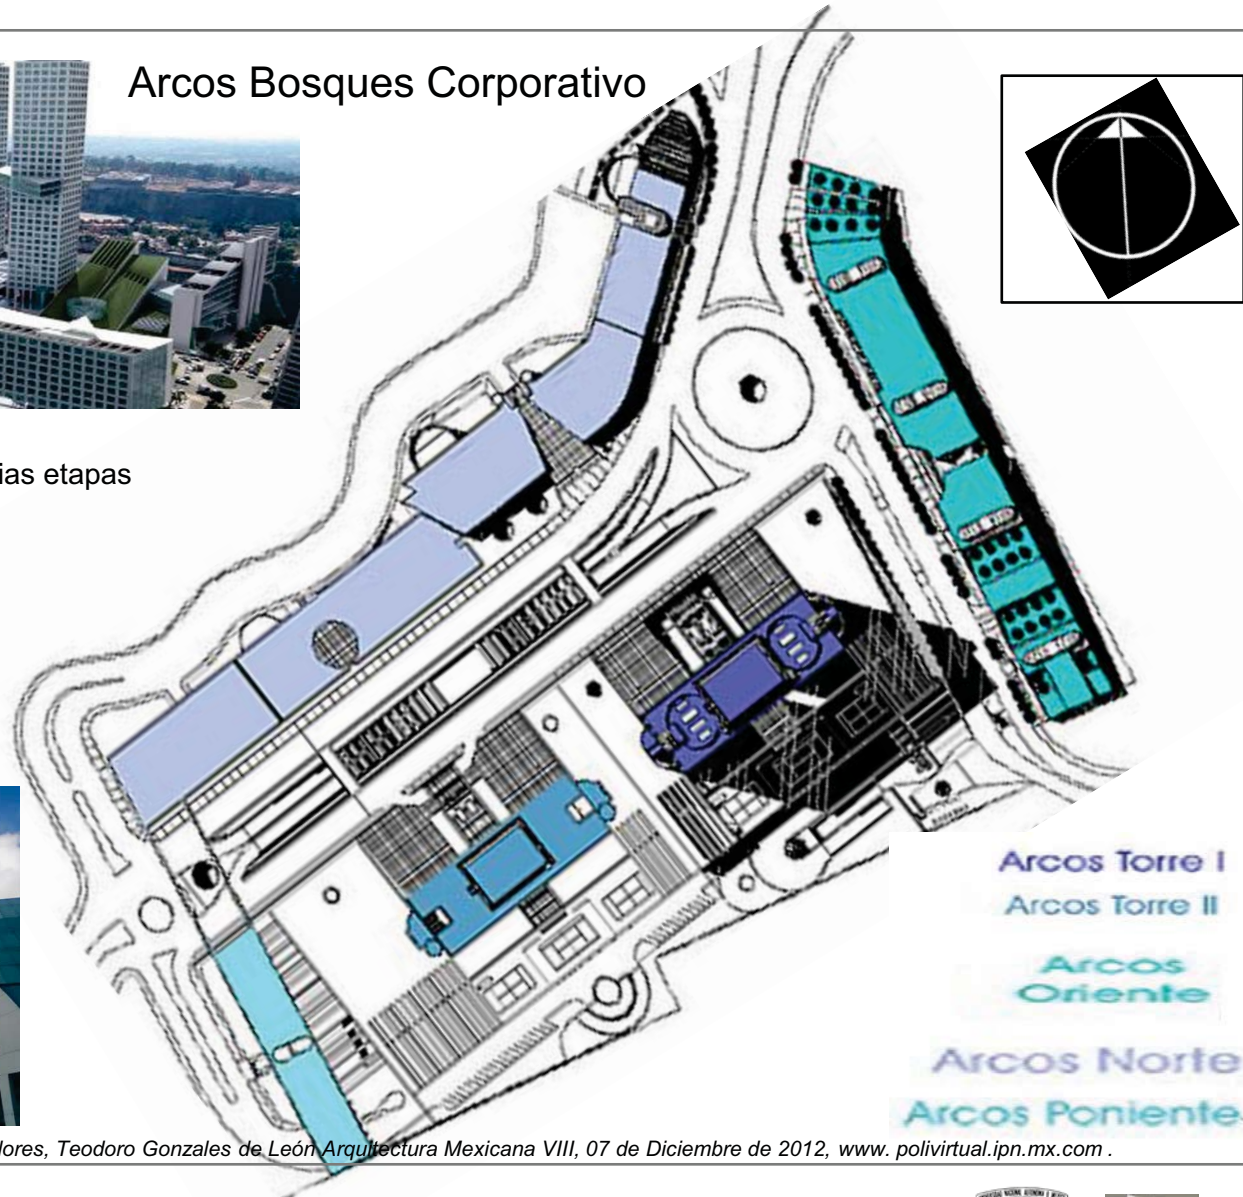 Arcos Bosques Corporativo
ias etapas
Arcos Torre I
Arcos Torre II
Arcos
Oriente
Arcos Norte
Arcos Poniente
lores, Teodoro Gonzales de León Arquitectura Mexicana VIII, 07 de Diciembre de 2012, www. polivirtual.ipn.mx.com .